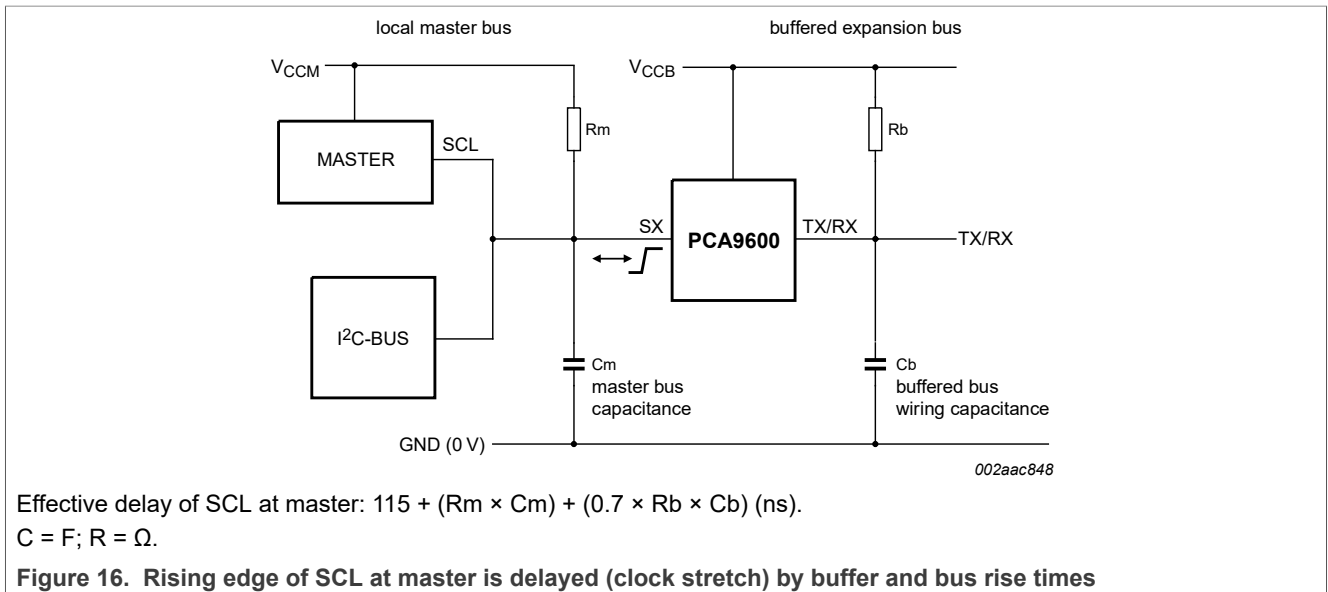 local master bus
buffered expansion bus
VCCM
VCCB
Rm
Rb
MASTER
SCL
SX
PCA9600
TX/RX
TX/RX
I2C-BUS
Cm
master bus
capacitance
Cb
buffered bus
wiring capacitance
GND (0 V)
002aac848
Effective delay of SCL at master: 115 + (Rm × Cm) + (0.7 × Rb × Cb) (ns).
C = F; R = Ω.
Figure 16. Rising edge of SCL at master is delayed (clock stretch) by buffer and bus rise times